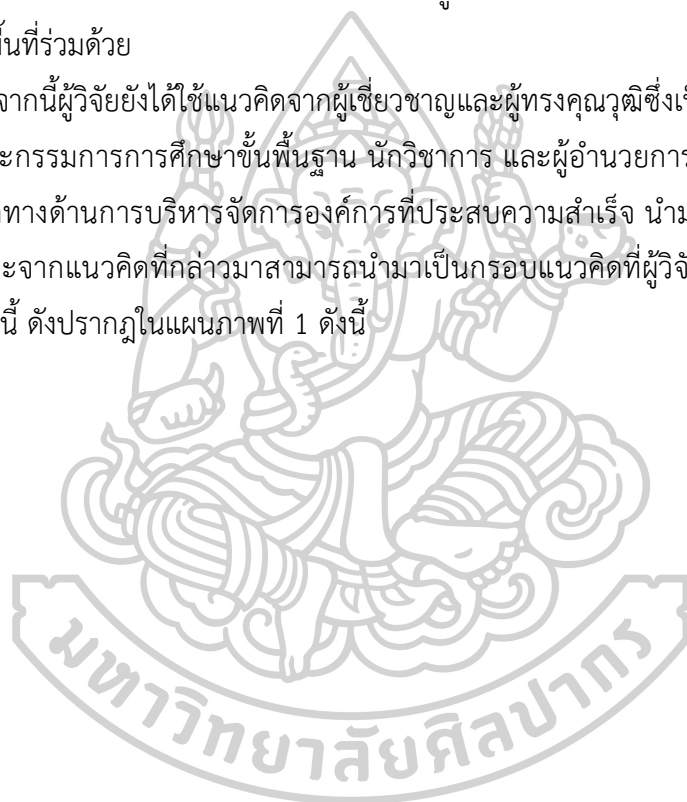 พื้นที่ร่วมด้วย
จากนี้ผู้วิจัยยังได้ใช้แนวคิดจากผู้เชี่ยวชาญและผู้ทรงคุณวุฒิซึ่งเ
ะกรรมการการศึกษาขั้นพื้นฐาน นักวิชาการ และผู้อำนวยการ
ทางด้านการบริหารจัดการองค์การที่ประสบความสำเร็จ นำม
ะจากแนวคิดที่กล่าวมาสามารถนำมาเป็นกรอบแนวคิดที่ผู้วิจั
นี้ ดังปรากฎในแผนภาพที่ 1 ดังนี้
มหาวิทยาลัยศิลปากร